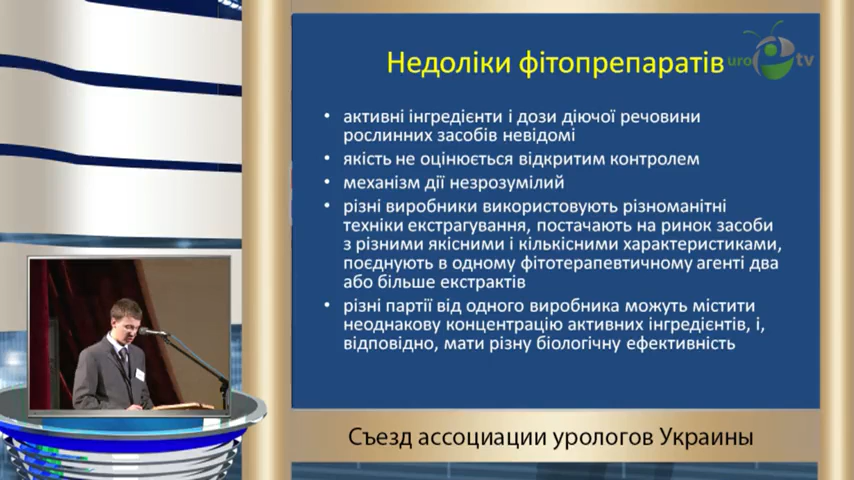 Недоліки фітопрепаратів
uro tv
• активні інгредієнти і дози діючої речовини
рослинних засобів невідомі
• якість не оцінюється відкритим контролем
• механізм дії незрозумілий
• різні виробники використовують різноманітні
техніки екстрагування, постачають на ринок засоби
з різними якісними і кількісними характеристиками,
поєднують в одному фітотерапевтичному агенті два
або більше екстрактів
• різні партії від одного виробника можуть містити
неоднакову концентрацію активних інгредієнтів, і,
відповідно, мати різну біологічну ефективність
Съезд ассоциации урологов Украины